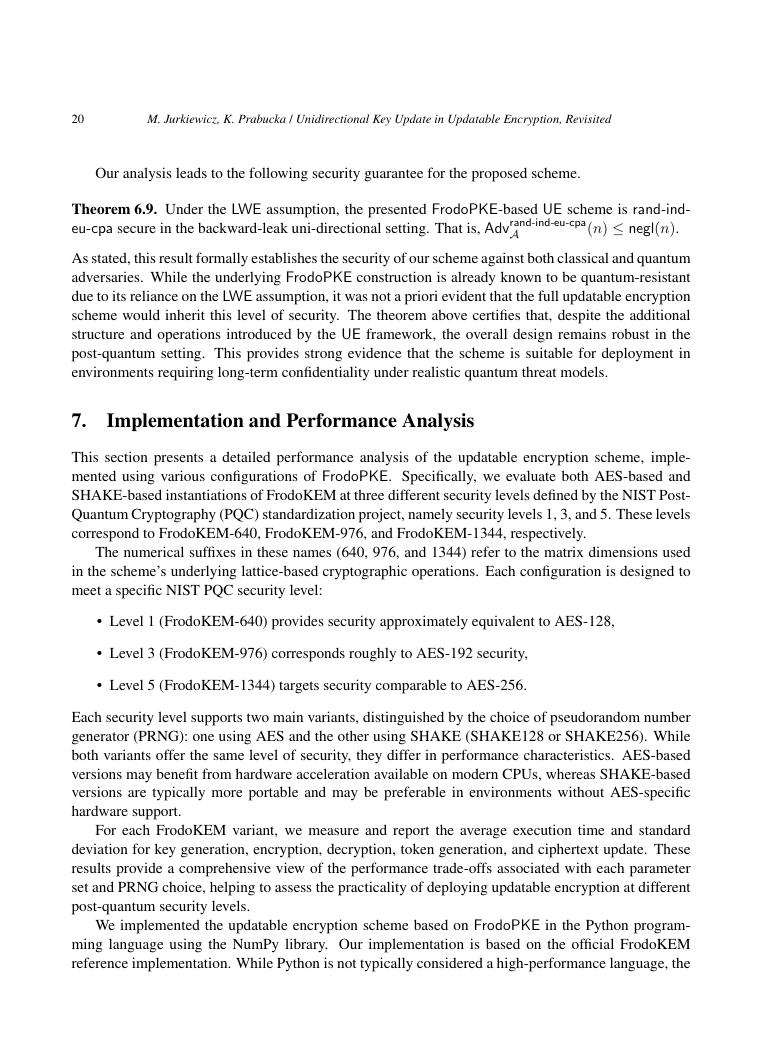 20 M. Jurkiewicz, K. Prabucka / Unidirectional Key Update in Updatable Encryption, Revisited
Our analysis leads to the following security guarantee for the proposed scheme.
Theorem 6.9. Under the LWE assumption, the presented FrodoPKE-based UE scheme is rand-ind-
eu-cpa secure in the backward-leak uni-directional setting. That is, Adv_𝒜^rand-ind-eu-cpa(n) ≤ negl(n).
As stated, this result formally establishes the security of our scheme against both classical and quantum
adversaries. While the underlying FrodoPKE construction is already known to be quantum-resistant
due to its reliance on the LWE assumption, it was not a priori evident that the full updatable encryption
scheme would inherit this level of security. The theorem above certifies that, despite the additional
structure and operations introduced by the UE framework, the overall design remains robust in the
post-quantum setting. This provides strong evidence that the scheme is suitable for deployment in
environments requiring long-term confidentiality under realistic quantum threat models.
7. Implementation and Performance Analysis
This section presents a detailed performance analysis of the updatable encryption scheme, imple-
mented using various configurations of FrodoPKE. Specifically, we evaluate both AES-based and
SHAKE-based instantiations of FrodoKEM at three different security levels defined by the NIST Post-
Quantum Cryptography (PQC) standardization project, namely security levels 1, 3, and 5. These levels
correspond to FrodoKEM-640, FrodoKEM-976, and FrodoKEM-1344, respectively.
The numerical suffixes in these names (640, 976, and 1344) refer to the matrix dimensions used
in the scheme's underlying lattice-based cryptographic operations. Each configuration is designed to
meet a specific NIST PQC security level:
• Level 1 (FrodoKEM-640) provides security approximately equivalent to AES-128,
• Level 3 (FrodoKEM-976) corresponds roughly to AES-192 security,
• Level 5 (FrodoKEM-1344) targets security comparable to AES-256.
Each security level supports two main variants, distinguished by the choice of pseudorandom number
generator (PRNG): one using AES and the other using SHAKE (SHAKE128 or SHAKE256). While
both variants offer the same level of security, they differ in performance characteristics. AES-based
versions may benefit from hardware acceleration available on modern CPUs, whereas SHAKE-based
versions are typically more portable and may be preferable in environments without AES-specific
hardware support.
For each FrodoKEM variant, we measure and report the average execution time and standard
deviation for key generation, encryption, decryption, token generation, and ciphertext update. These
results provide a comprehensive view of the performance trade-offs associated with each parameter
set and PRNG choice, helping to assess the practicality of deploying updatable encryption at different
post-quantum security levels.
We implemented the updatable encryption scheme based on FrodoPKE in the Python program-
ming language using the NumPy library. Our implementation is based on the official FrodoKEM
reference implementation. While Python is not typically considered a high-performance language, the